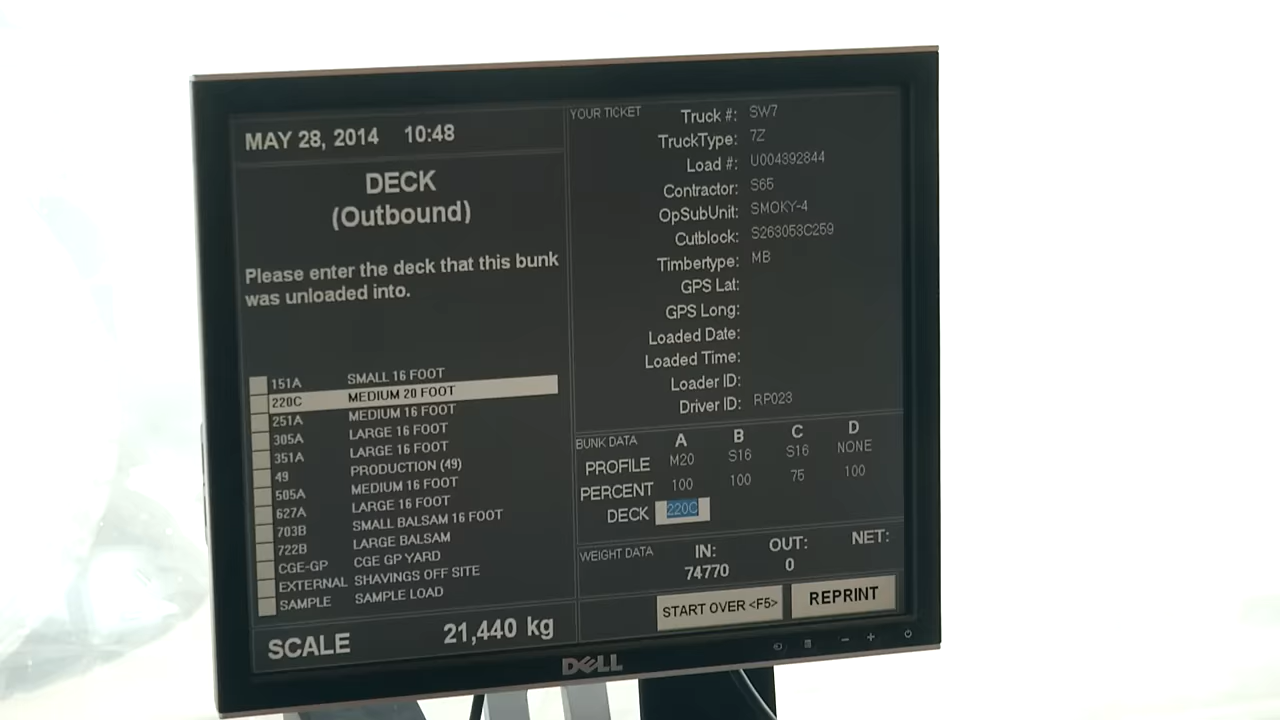 MAY 28, 2014 10:48
DECK
(Outbound)
Please enter the deck that this bunk
was unloaded into.
151A SMALL 16 FOOT
220C MEDIUM 20 FOOT
251A MEDIUM 16 FOOT
305A LARGE 16 FOOT
351A LARGE 16 FOOT
49 PRODUCTION (49)
505A MEDIUM 16 FOOT
627A LARGE 16 FOOT
703B SMALL BALSAM 16 FOOT
722B LARGE BALSAM
CGE-GP CGE GP YARD
EXTERNAL SHAVINGS OFF SITE
SAMPLE SAMPLE LOAD
SCALE 21,440 kg
YOUR TICKET
Truck #: SW7
TruckType: 7Z
Load #: U004392844
Contractor: S65
OpSubUnit: SMOKY-4
Cutblock: S263053C259
Timbertype: MB
GPS Lat:
GPS Long:
Loaded Date:
Loaded Time:
Loader ID:
Driver ID: RP023
BUNK DATA A B C D
PROFILE M20 S16 S16 NONE
PERCENT 100 100 75 100
DECK 220C
WEIGHT DATA IN: OUT: NET:
74770 0
START OVER <F5> REPRINT
DELL